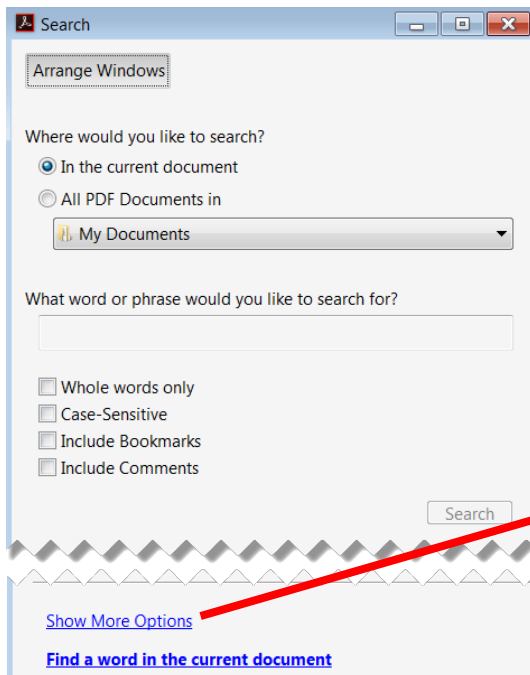 Search
Arrange Windows
Where would you like to search?
In the current document
All PDF Documents in
My Documents
What word or phrase would you like to search for?
Whole words only
Case-Sensitive
Include Bookmarks
Include Comments
Search
Show More Options
Find a word in the current document